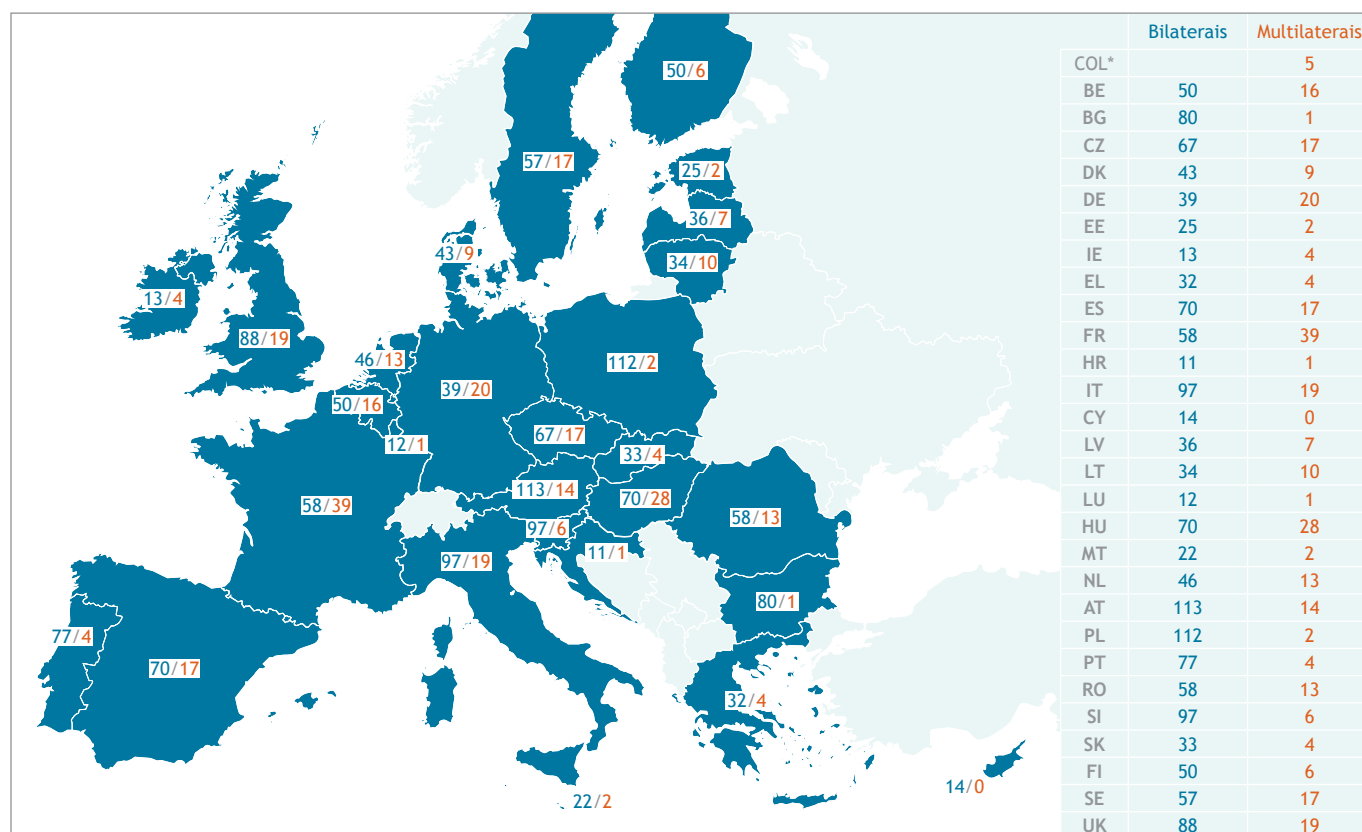 50/6
57/17
25/2
36/7
43/9
34/10
13/4
88/19
46/13
112/2
39/20
50/16
67/17
12/1
33/4
113/14
70/28
58/39
58/13
97/6
11/1
97/19
80/1
77/4
70/17
32/4
14/0
22/2
Bilaterais Multilaterais
COL* 5
BE 50 16
BG 80 1
CZ 67 17
DK 43 9
DE 39 20
EE 25 2
IE 13 4
EL 32 4
ES 70 17
FR 58 39
HR 11 1
IT 97 19
CY 14 0
LV 36 7
LT 34 10
LU 12 1
HU 70 28
MT 22 2
NL 46 13
AT 113 14
PL 112 2
PT 77 4
RO 58 13
SI 97 6
SK 33 4
FI 50 6
SE 57 17
UK 88 19